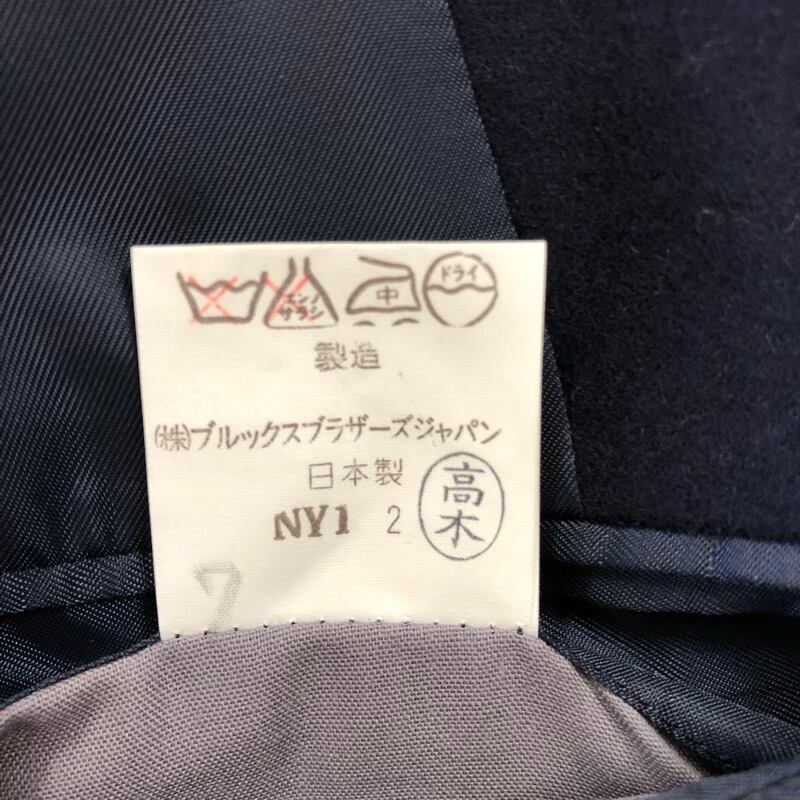 エンソ
サラシ
中
ドライ
製造
(株)ブルックスブラザーズジャパン
日本製
NY1 2
高木
7